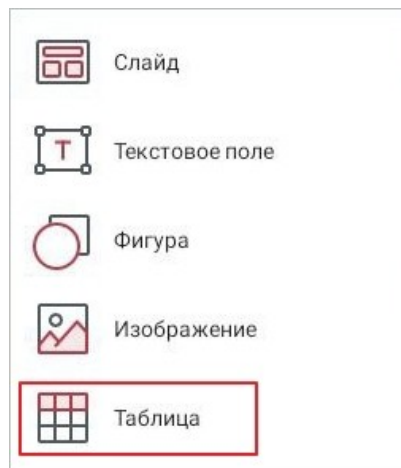 Слайд
Текстовое поле
Фигура
Изображение
Таблица